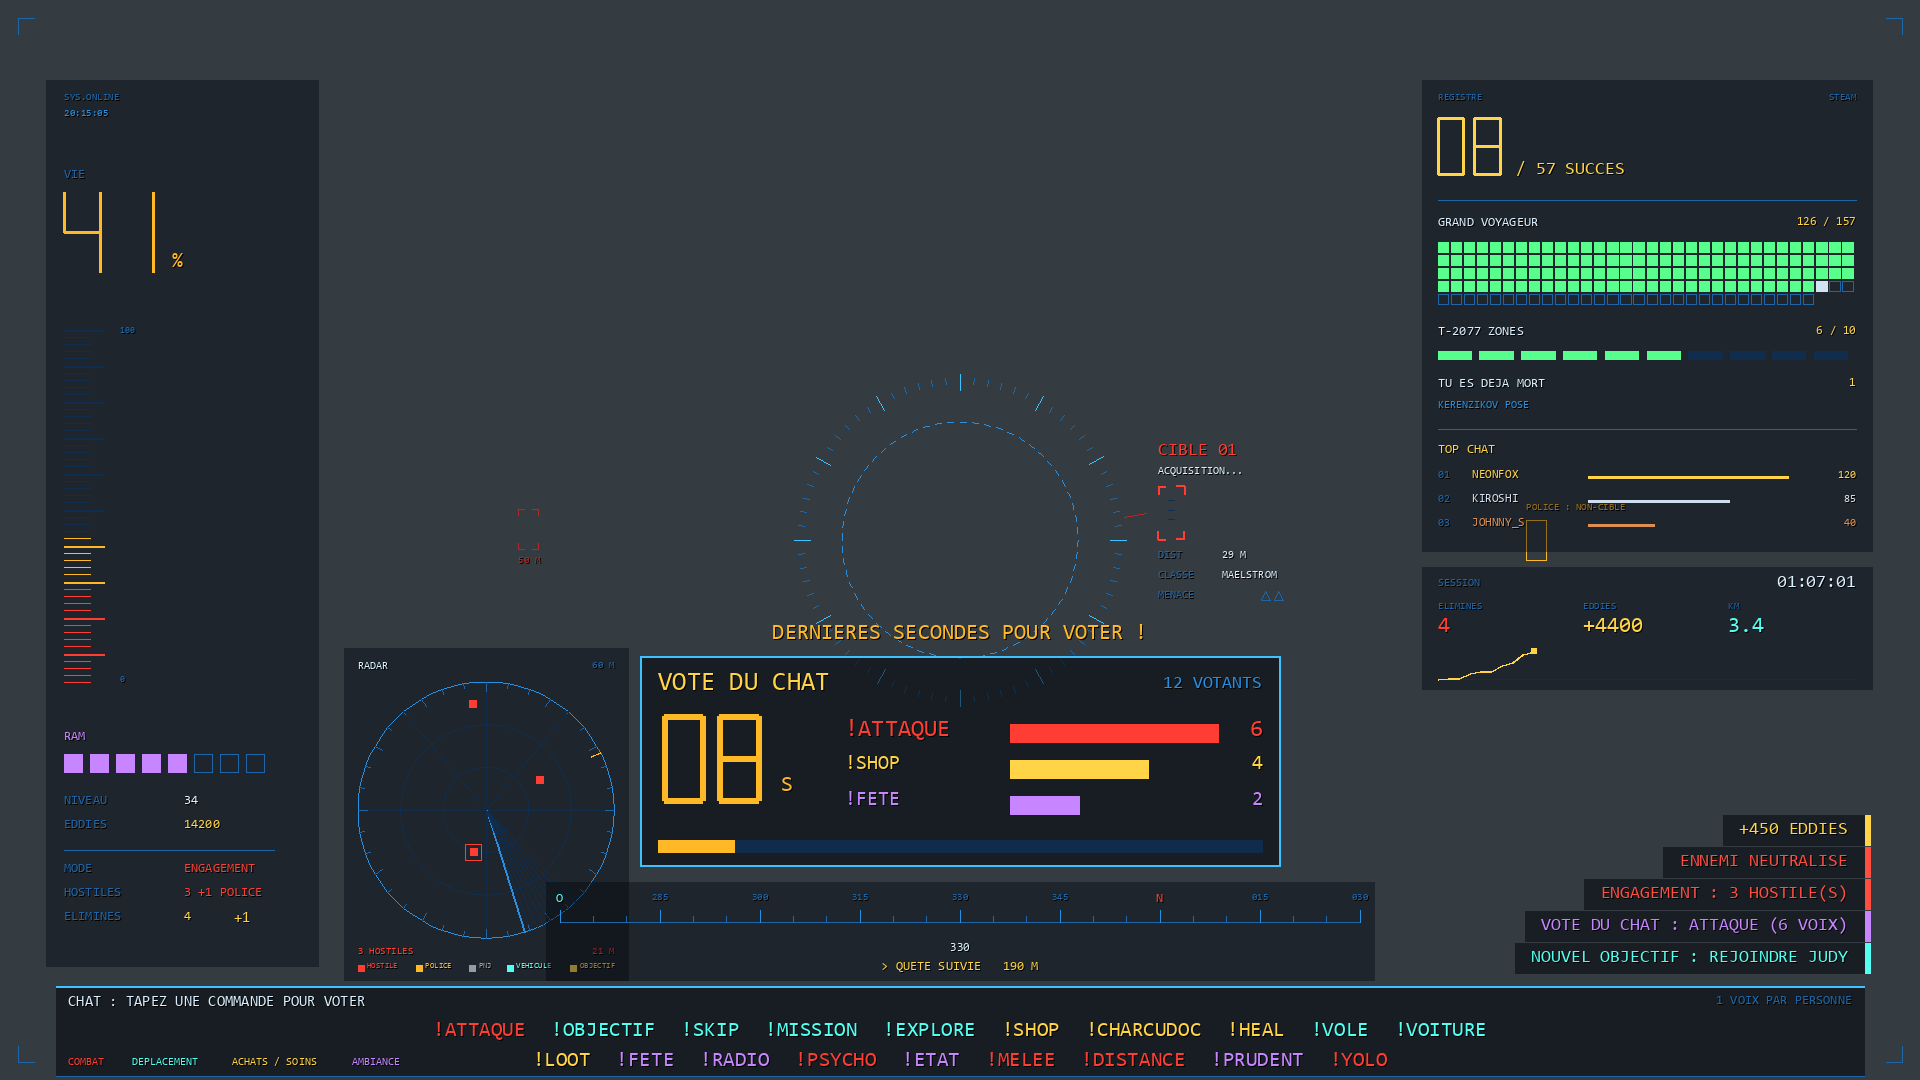 SYS.ONLINE
20:15:05
VIE
41 %
100
0
RAM
NIVEAU 34
EDDIES 14200
MODE ENGAGEMENT
HOSTILES 3 +1 POLICE
ELIMINES 4 +1
50 M
RADAR 60 M
3 HOSTILES 21 M
HOSTILE POLICE PNJ VEHICULE OBJECTIF
CIBLE 01
ACQUISITION...
DIST 29 M
CLASSE MAELSTROM
MENACE
DERNIERES SECONDES POUR VOTER !
VOTE DU CHAT 12 VOTANTS
08 S
!ATTAQUE 6
!SHOP 4
!FETE 2
O 285 300 315 330 345 N 015 030
330
> QUETE SUIVIE 190 M
REGISTRE STEAM
08 / 57 SUCCES
GRAND VOYAGEUR 126 / 157
T-2077 ZONES 6 / 10
TU ES DEJA MORT 1
KERENZIKOV POSE
TOP CHAT
01 NEONFOX 120
02 KIROSHI 85
POLICE : NON-CIBLE
03 JOHNNY_S 40
SESSION 01:07:01
ELIMINES EDDIES KM
4 +4400 3.4
+450 EDDIES
ENNEMI NEUTRALISE
ENGAGEMENT : 3 HOSTILE(S)
VOTE DU CHAT : ATTAQUE (6 VOIX)
NOUVEL OBJECTIF : REJOINDRE JUDY
CHAT : TAPEZ UNE COMMANDE POUR VOTER 1 VOIX PAR PERSONNE
!ATTAQUE !OBJECTIF !SKIP !MISSION !EXPLORE !SHOP !CHARCUDOC !HEAL !VOLE !VOITURE
COMBAT DEPLACEMENT ACHATS / SOINS AMBIANCE
!LOOT !FETE !RADIO !PSYCHO !ETAT !MELEE !DISTANCE !PRUDENT !YOLO